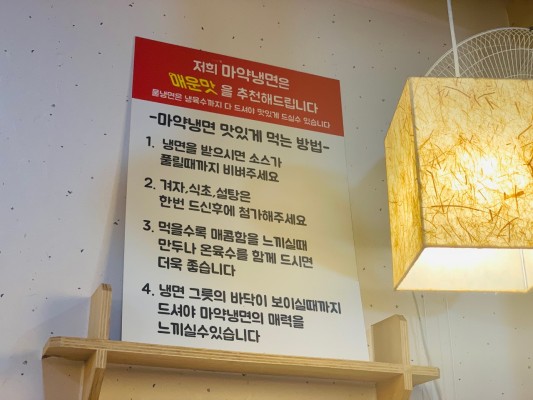 저희 마약냉면은
매운맛 을 추천해드립니다
물냉면은 냉육수까지 다 드셔야 맛있게 드실수 있습니다
-마약냉면 맛있게 먹는 방법-
1. 냉면을 받으시면 소스가
풀릴때까지 비벼주세요
2. 겨자,식초,설탕은
한번 드신후에 첨가해주세요
3. 먹을수록 매콤함을 느끼실때
만두나 온육수를 함께 드시면
더욱 좋습니다
4. 냉면 그릇의 바닥이 보이실때까지
드셔야 마약냉면의 매력을
느끼실수있습니다